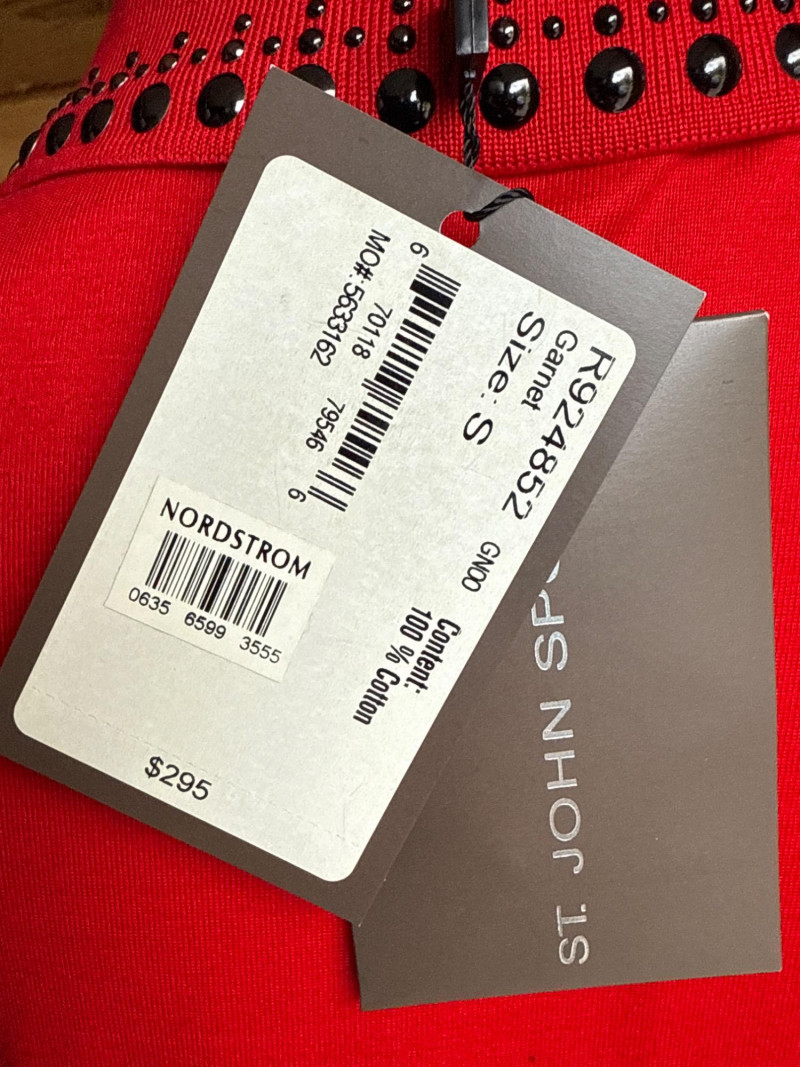 R924852
Garnet GN00
Size: S
6 70118 79546 6
MO#:5633162
Content:
100 % Cotton
NORDSTROM
0635 6599 3555
$295
ST. JOHN